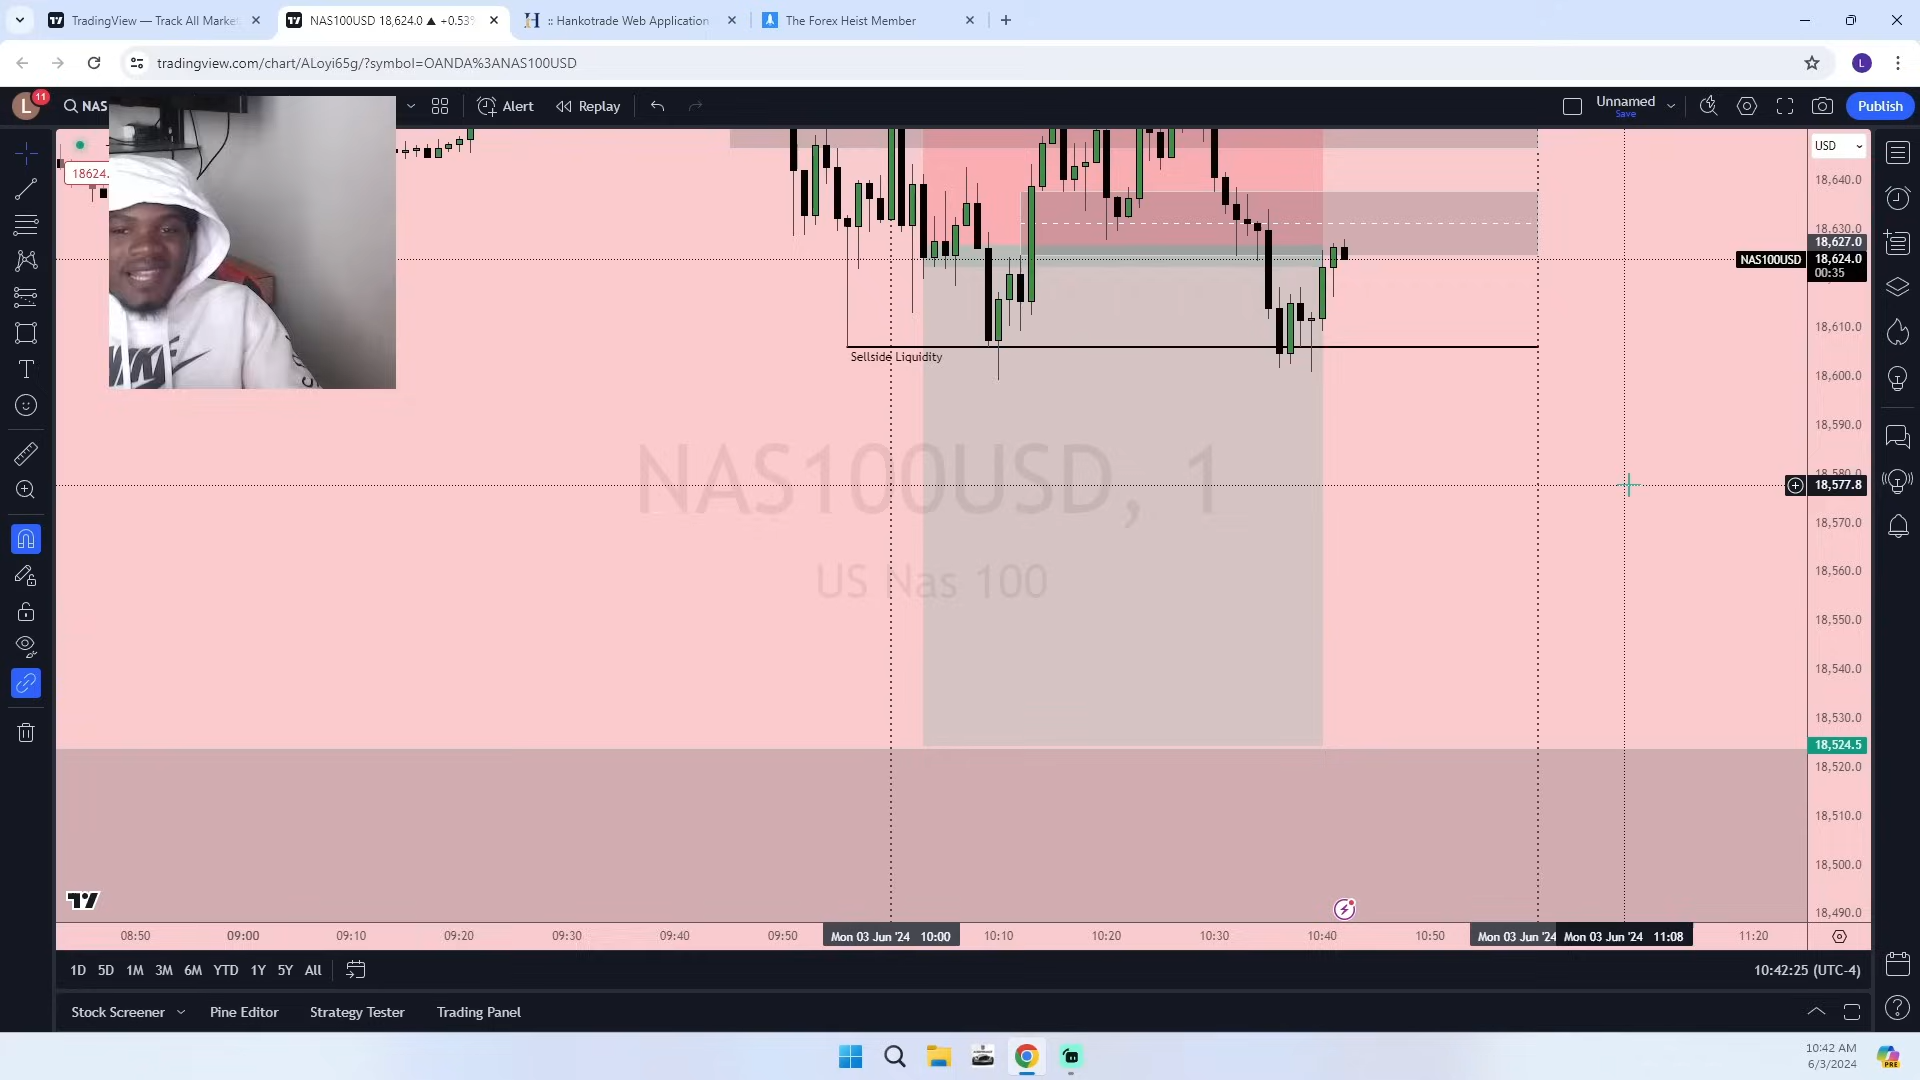 TradingView — Track All Marke
NAS100USD 18,624.0 ▲ +0.53%
:: Hankotrade Web Application
The Forex Heist Member
tradingview.com/chart/ALoyi65g/?symbol=OANDA%3ANAS100USD
L
L
11
NAS
Alert
Replay
Unnamed
Save
Publish
USD
18624.
18,640.0
18,630.0
18,627.0
NAS100USD
18,624.0
00:35
18,610.0
Sellside Liquidity
18,600.0
18,590.0
18,580.0
18,577.8
18,570.0
18,560.0
18,550.0
18,540.0
18,530.0
18,524.5
18,520.0
18,510.0
18,500.0
18,490.0
NAS100USD, 1
US Nas 100
08:50
09:00
09:10
09:20
09:30
09:40
09:50
Mon 03 Jun '24 10:00
10:10
10:20
10:30
10:40
10:50
Mon 03 Jun '24
Mon 03 Jun '24 11:08
11:20
1D 5D 1M 3M 6M YTD 1Y 5Y All
10:42:25 (UTC-4)
Stock Screener
Pine Editor
Strategy Tester
Trading Panel
10:42 AM
6/3/2024
PRE